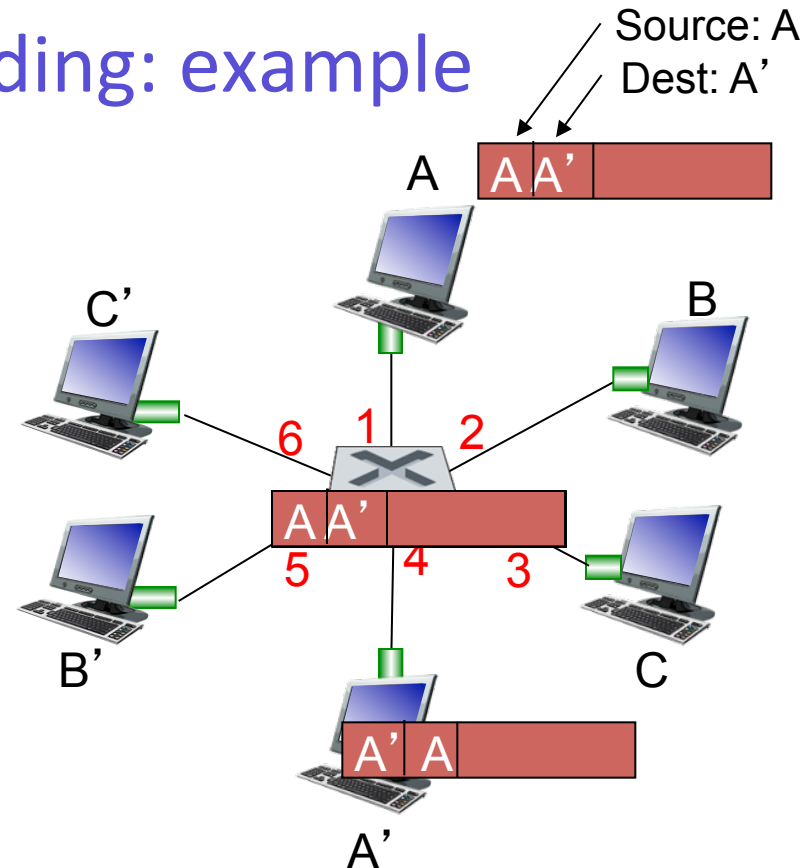 ding: example
Source: A
Dest: A’
A
A A’
C’
B
6
1
2
A A’
5
4
3
B’
C
A’ A
A’